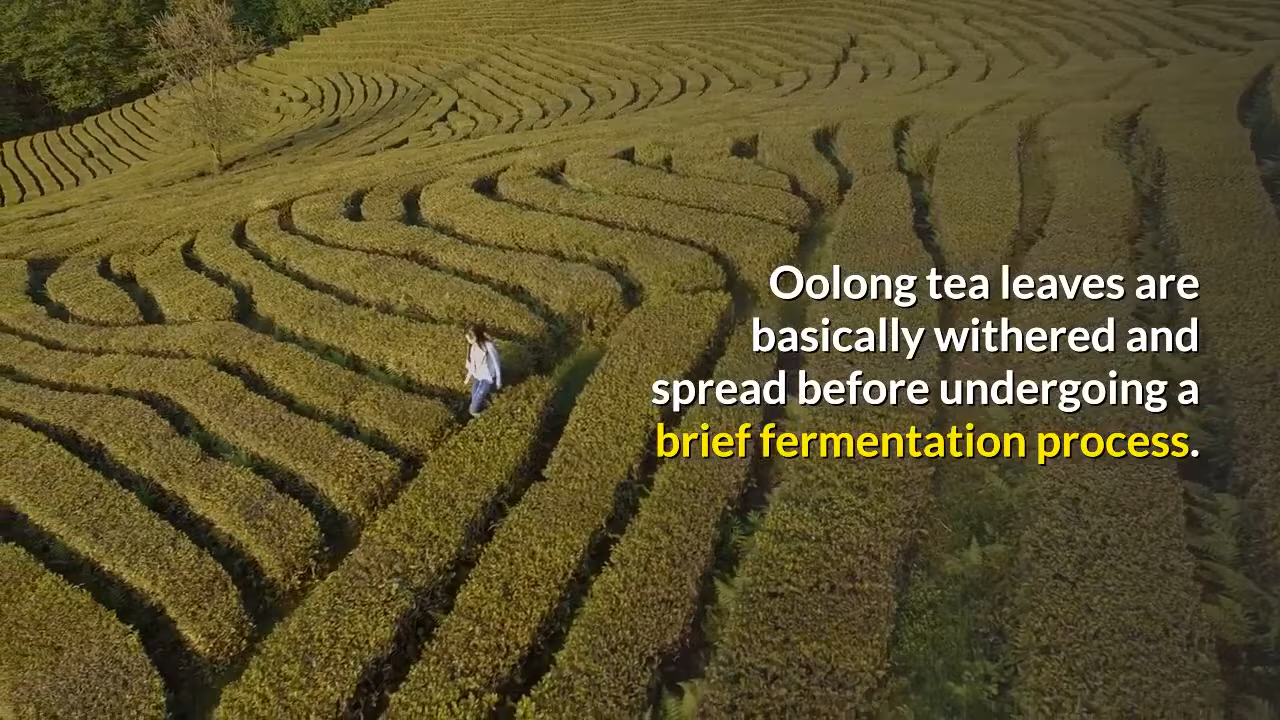 Oolong tea leaves are
basically withered and
spread before undergoing a
brief fermentation process.